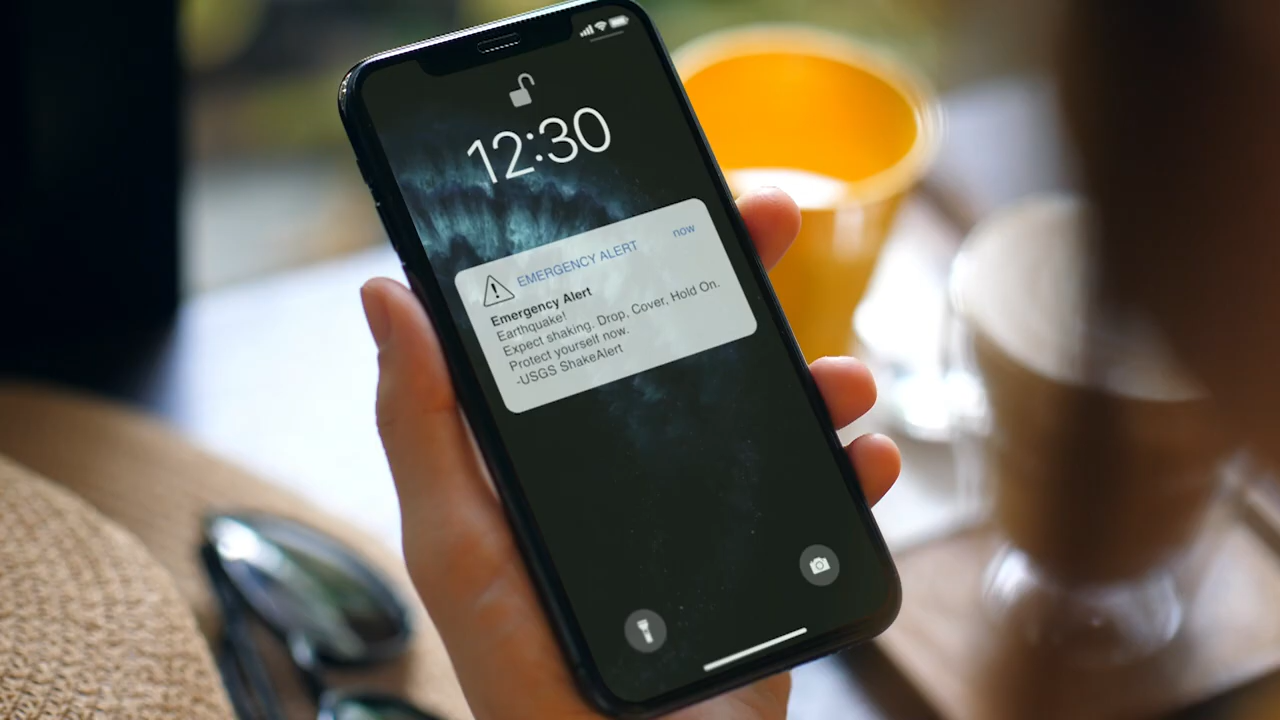 12:30
EMERGENCY ALERT now
Emergency Alert
Earthquake!
Expect shaking. Drop, Cover, Hold On.
Protect yourself now.
-USGS ShakeAlert